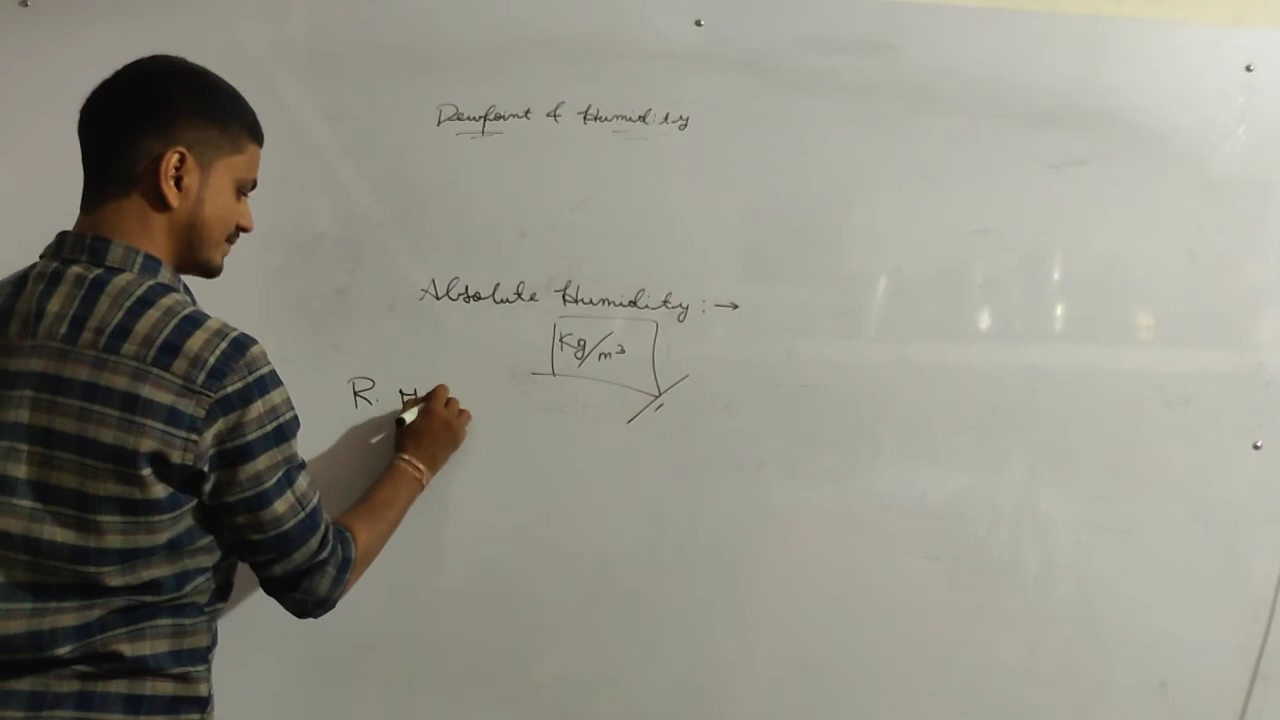 Dewpoint & Humidity
Absolute Humidity : →
Kg/m³
R. H